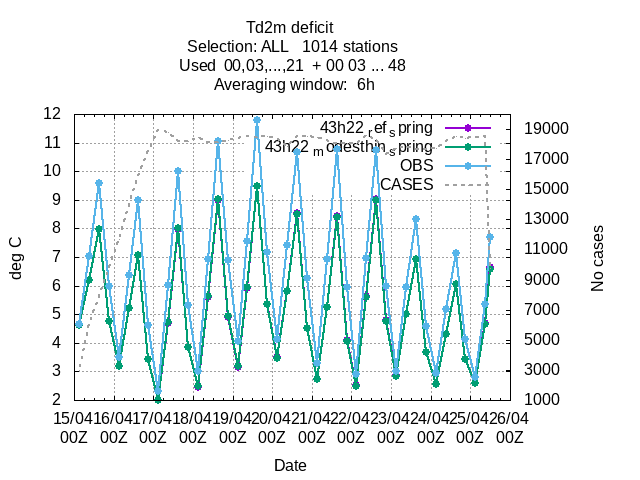 Td2m deficit
Selection: ALL   1014 stations
Used  00,03,...,21  + 00 03 ... 48
Averaging window:  6h
12
11
10
9
8
7
6
5
4
3
2
deg C
19000
17000
15000
13000
11000
9000
7000
5000
3000
1000
No cases
43h22_ref_spring
43h22_modesthin_spring
OBS
CASES
15/04 16/04 17/04 18/04 19/04 20/04 21/04 22/04 23/04 24/04 25/04 26/04
00Z 00Z 00Z 00Z 00Z 00Z 00Z 00Z 00Z 00Z 00Z 00Z
Date